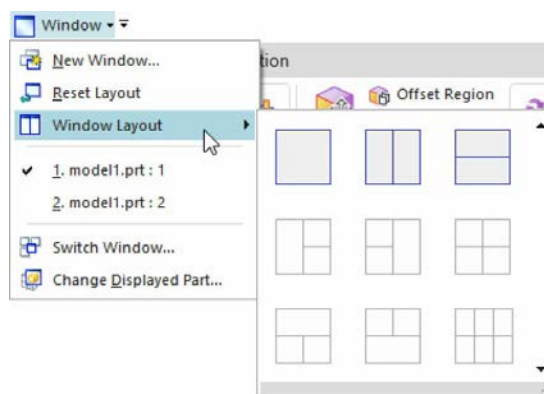 Window
New Window...
tion
Reset Layout
Offset Region
Window Layout
1. model1.prt : 1
2. model1.prt : 2
Switch Window...
Change Displayed Part...